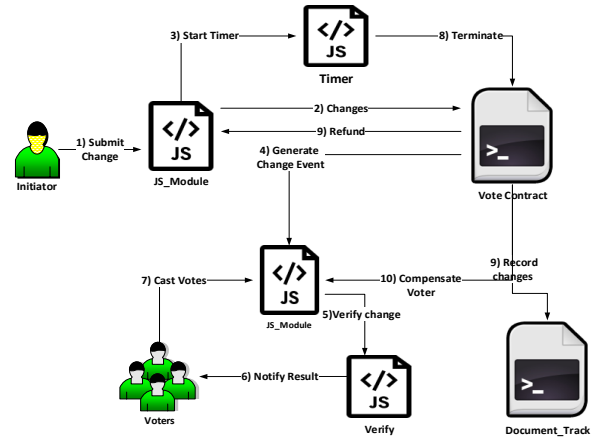 3) Start Timer
</>
JS
Timer
8) Terminate
</>
JS
JS_Module
2) Changes
9) Refund
4) Generate
Change Event
>_
Vote Contract
1) Submit
Change
Initiator
7) Cast Votes
</>
JS
JS_Module
10) Compensate
Voter
9) Record
changes
5)Verify change
6) Notify Result
Voters
</>
JS
Verify
>_
Document_Track